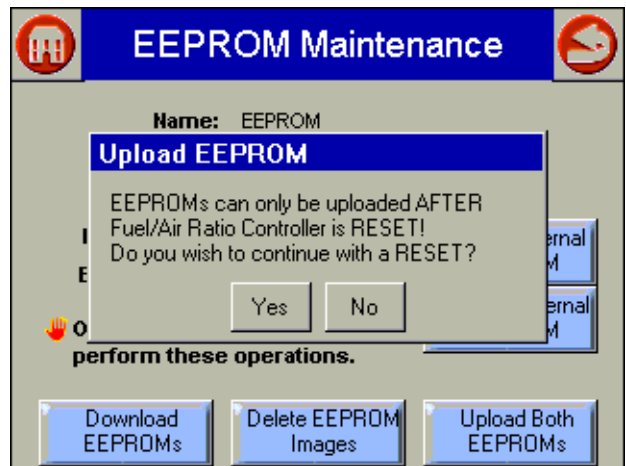 EEPROM Maintenance
Name: EEPROM
Upload EEPROM
EEPROMs can only be uploaded AFTER
Fuel/Air Ratio Controller is RESET!
Do you wish to continue with a RESET?
Yes No
perform these operations.
Download
EEPROMs
Delete EEPROM
Images
Upload Both
EEPROMs